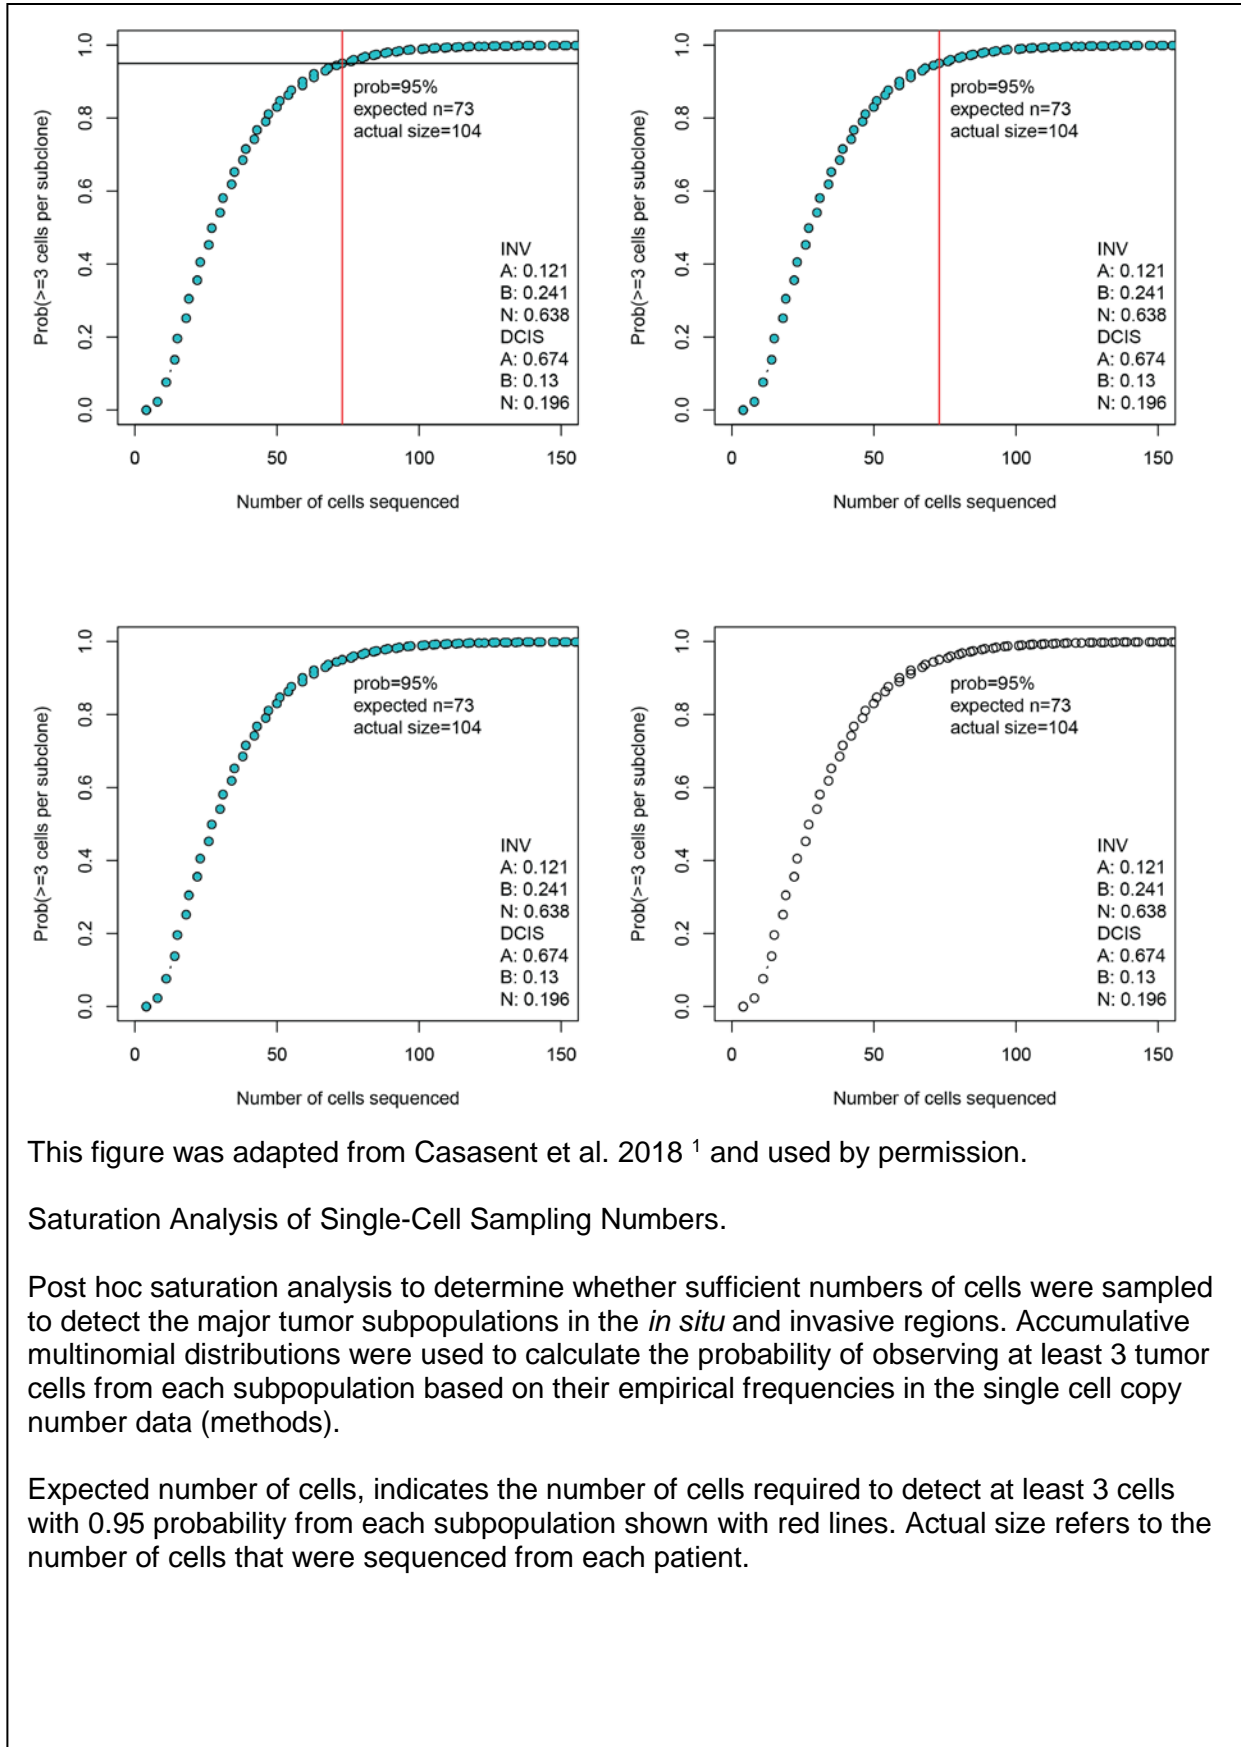 1.0
0.8
0.6
0.4
0.2
0.0
Prob(>=3 cells per subclone)
prob=95%
expected n=73
actual size=104
INV
A: 0.121
B: 0.241
N: 0.638
DCIS
A: 0.674
B: 0.13
N: 0.196
0 50 100 150
Number of cells sequenced
1.0
0.8
0.6
0.4
0.2
0.0
Prob(>=3 cells per subclone)
prob=95%
expected n=73
actual size=104
INV
A: 0.121
B: 0.241
N: 0.638
DCIS
A: 0.674
B: 0.13
N: 0.196
0 50 100 150
Number of cells sequenced
1.0
0.8
0.6
0.4
0.2
0.0
Prob(>=3 cells per subclone)
prob=95%
expected n=73
actual size=104
INV
A: 0.121
B: 0.241
N: 0.638
DCIS
A: 0.674
B: 0.13
N: 0.196
0 50 100 150
Number of cells sequenced
1.0
0.8
0.6
0.4
0.2
0.0
Prob(>=3 cells per subclone)
prob=95%
expected n=73
actual size=104
INV
A: 0.121
B: 0.241
N: 0.638
DCIS
A: 0.674
B: 0.13
N: 0.196
0 50 100 150
Number of cells sequenced
This figure was adapted from Casasent et al. 2018 ¹ and used by permission.
Saturation Analysis of Single-Cell Sampling Numbers.
Post hoc saturation analysis to determine whether sufficient numbers of cells were sampled
to detect the major tumor subpopulations in the in situ and invasive regions. Accumulative
multinomial distributions were used to calculate the probability of observing at least 3 tumor
cells from each subpopulation based on their empirical frequencies in the single cell copy
number data (methods).
Expected number of cells, indicates the number of cells required to detect at least 3 cells
with 0.95 probability from each subpopulation shown with red lines. Actual size refers to the
number of cells that were sequenced from each patient.